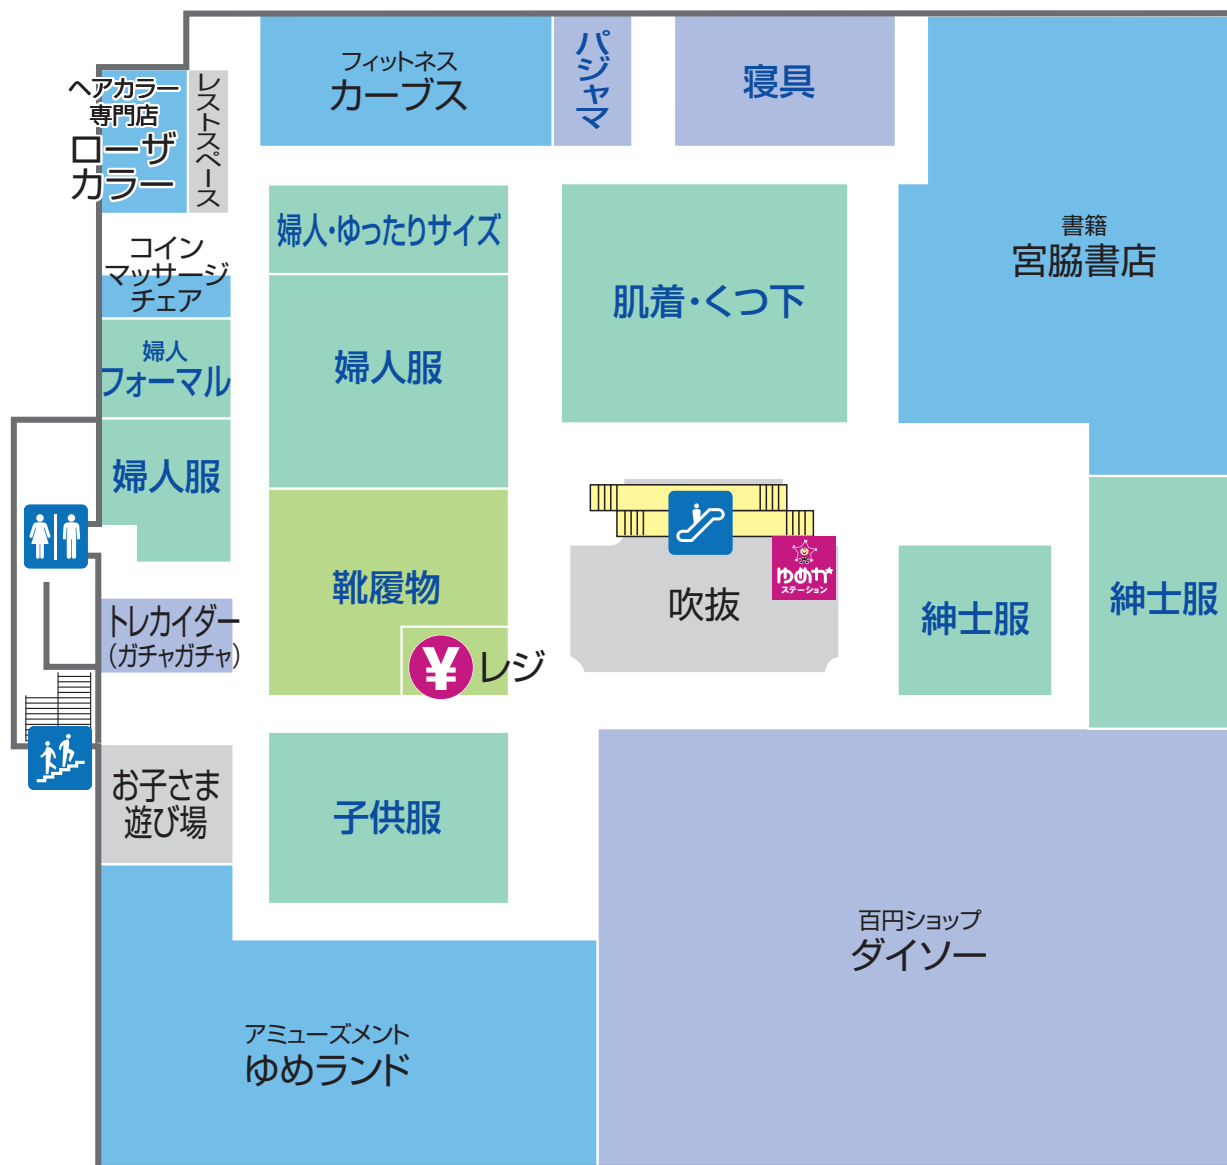 フィットネス
カーブス
パジャマ
寝具
ヘアカラー
専門店
ローザ
カラー
レストスペース
書籍
宮脇書店
婦人・ゆったりサイズ
コイン
マッサージ
チェア
肌着・くつ下
婦人
フォーマル
婦人服
婦人服
靴履物
¥
レジ
ゆめか
ステーション
吹抜
紳士服
紳士服
トレカイダー
(ガチャガチャ)
お子さま
遊び場
子供服
百円ショップ
ダイソー
アミューズメント
ゆめランド